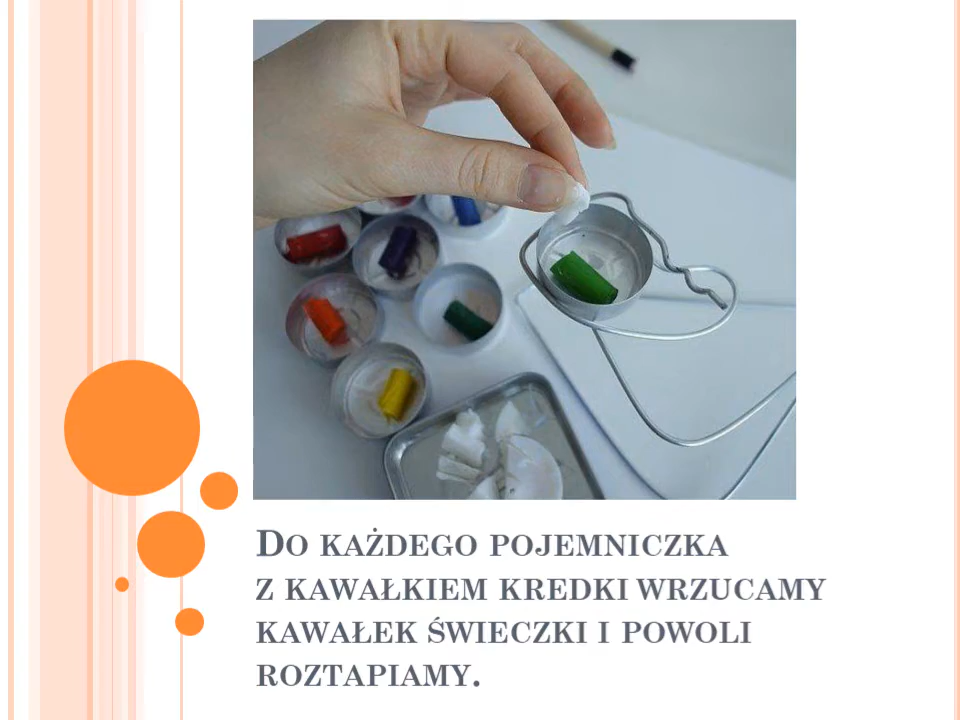 Do każdego pojemniczka
z kawałkiem kredki wrzucamy
kawałek świeczki i powoli
roztapiamy.